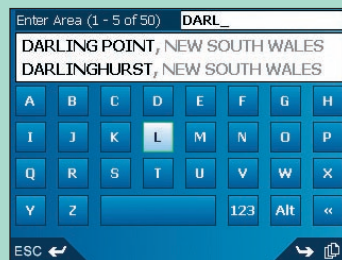 Enter Area (1 - 5 of 50) DARL_
DARLING POINT, NEW SOUTH WALES
DARLINGHURST, NEW SOUTH WALES
A B C D E F G H
I J K L M N O P
Q R S T U V W X
Y Z 123 Alt «
ESC